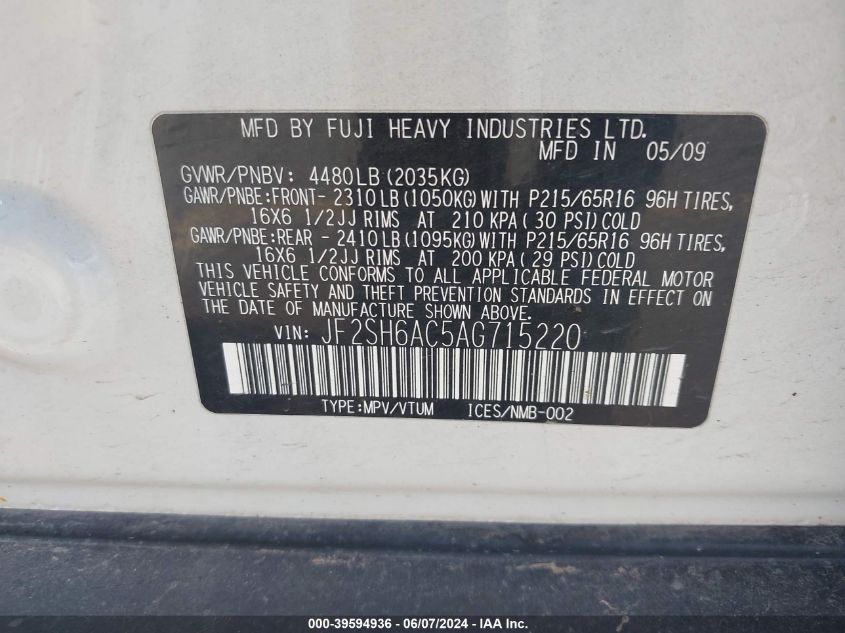 MFD BY FUJI HEAVY INDUSTRIES LTD.
MFD IN 05/09
GVWR/PNBV: 4480LB (2035KG)
GAWR/PNBE:FRONT- 2310LB (1050KG) WITH P215/65R16 96H TIRES,
16X6 1/2JJ RIMS AT 210 KPA ( 30 PSI) COLD
GAWR/PNBE:REAR - 2410LB (1095KG) WITH P215/65R16 96H TIRES,
16X6 1/2JJ RIMS AT 200 KPA ( 29 PSI) COLD
THIS VEHICLE CONFORMS TO ALL APPLICABLE FEDERAL MOTOR
VEHICLE SAFETY AND THEFT PREVENTION STANDARDS IN EFFECT ON
THE DATE OF MANUFACTURE SHOWN ABOVE.
VIN: JF2SH6AC5AG715220
TYPE:MPV/VTUM ICES/NMB-002
000-39594936 - 06/07/2024 - IAA Inc.